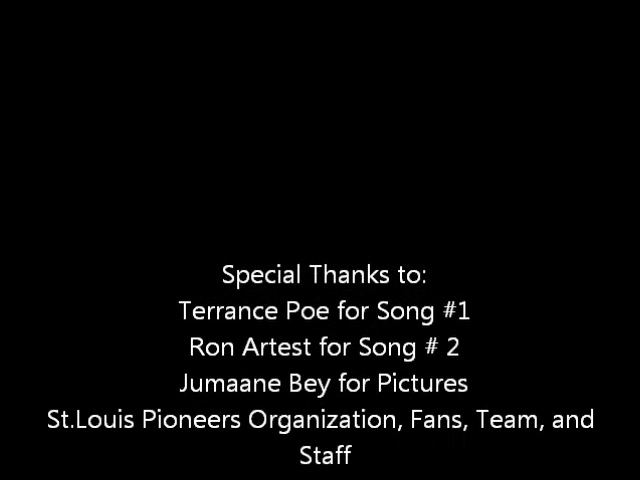 Special Thanks to:
Terrance Poe for Song #1
Ron Artest for Song # 2
Jumaane Bey for Pictures
St.Louis Pioneers Organization, Fans, Team, and
Staff